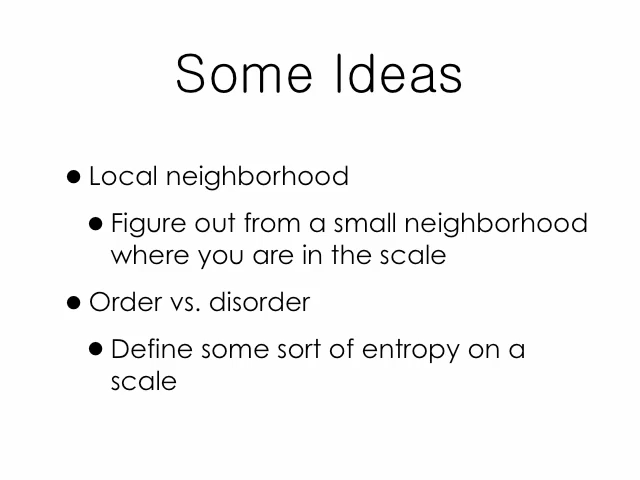 Some Ideas
• Local neighborhood
• Figure out from a small neighborhood
where you are in the scale
• Order vs. disorder
• Define some sort of entropy on a
scale